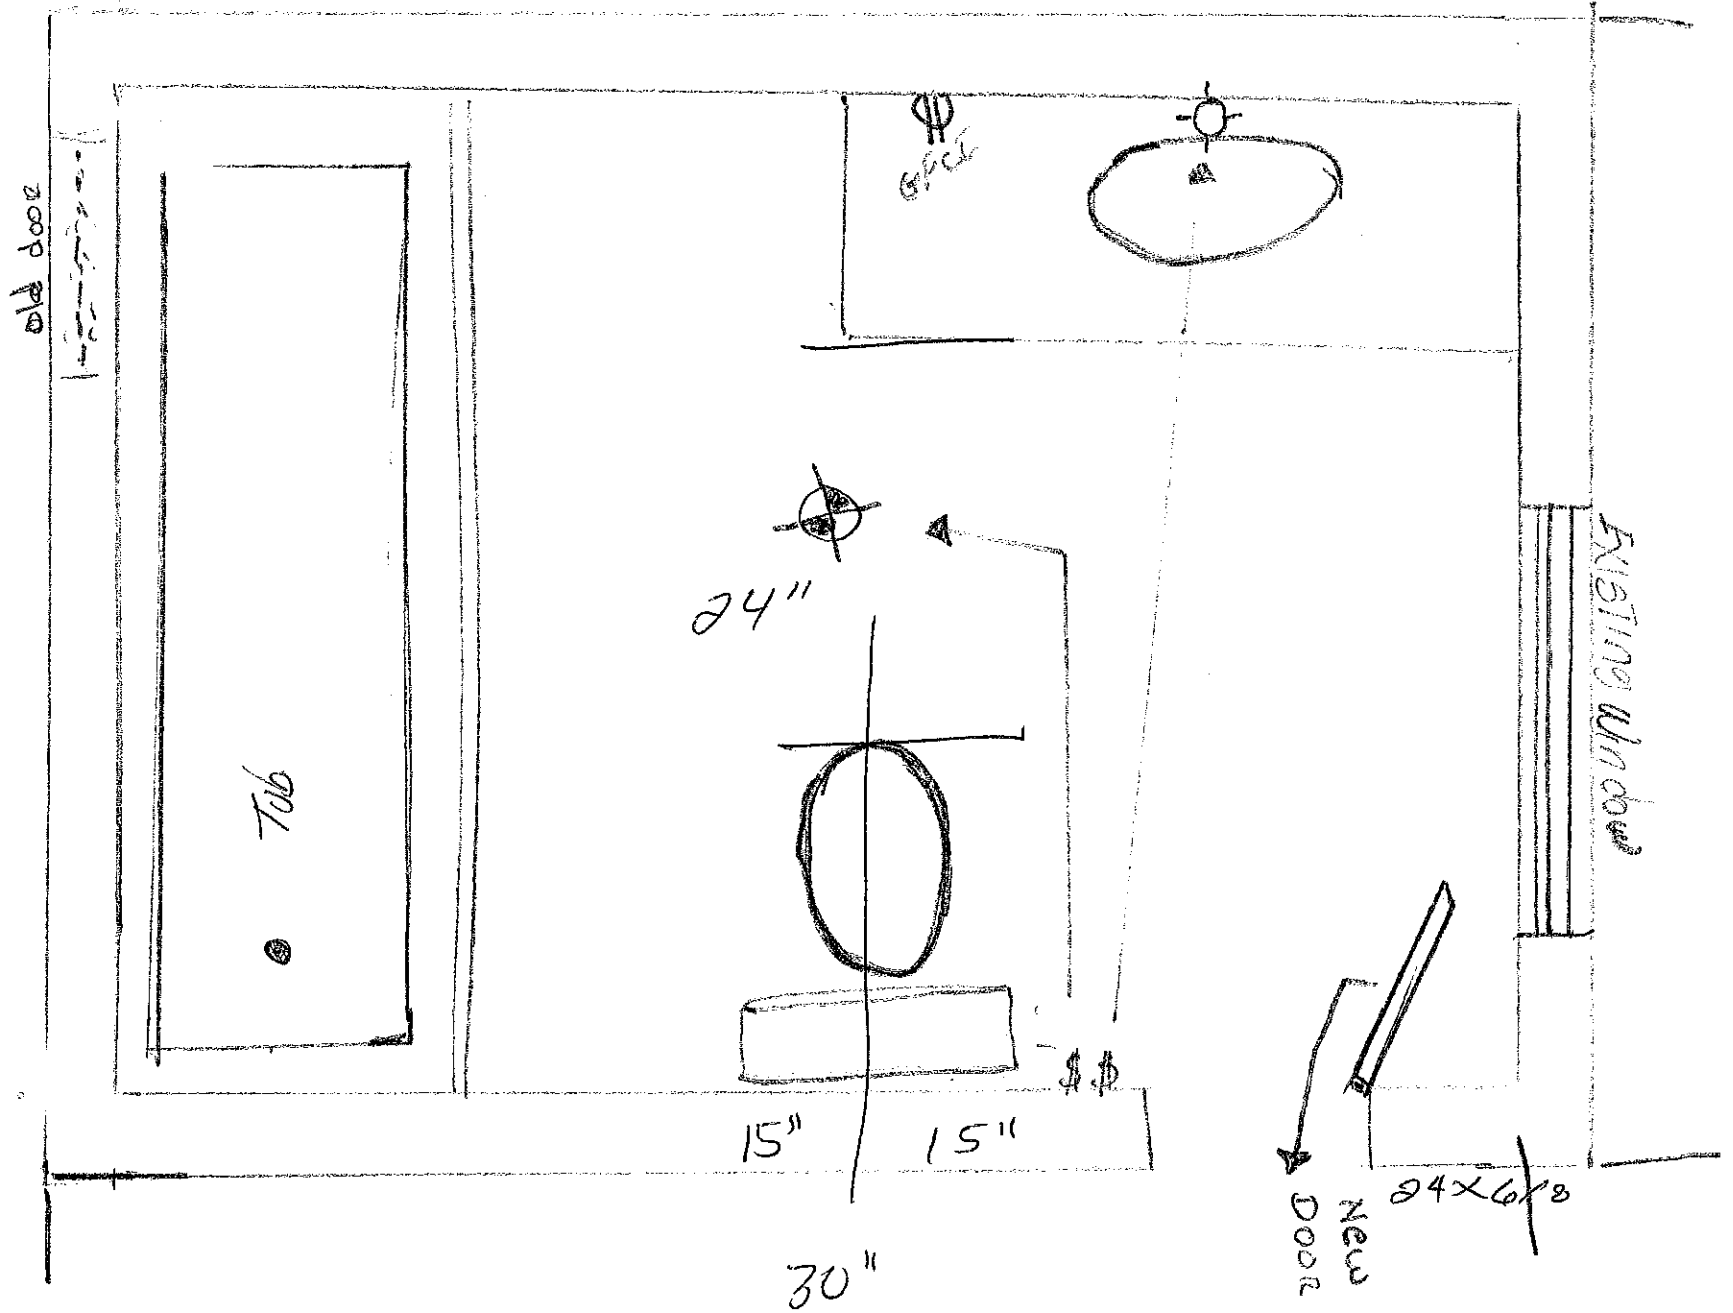 old door
GFCI
Existing Window
24"
Tub
$ $
15"
15"
24x6/8
New
Door
30"